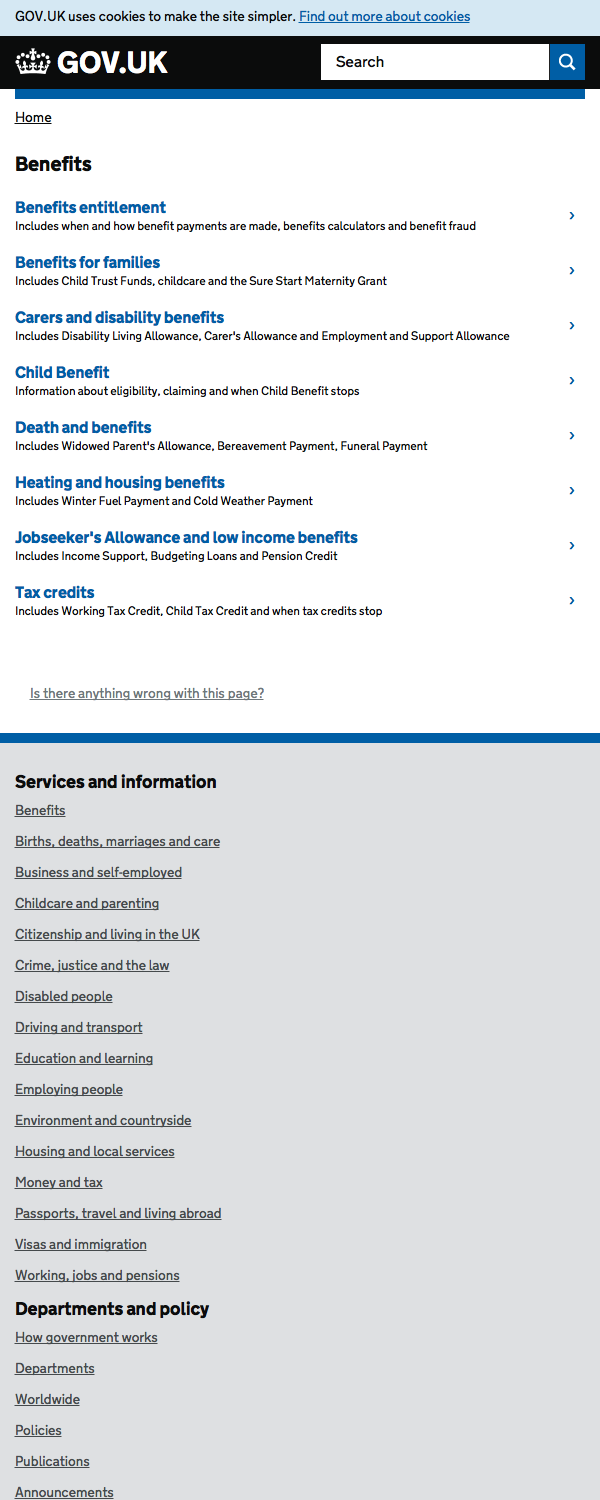 GOV.UK uses cookies to make the site simpler. Find out more about cookies
GOV.UK
Search
Home
Benefits
Benefits entitlement
Includes when and how benefit payments are made, benefits calculators and benefit fraud
Benefits for families
Includes Child Trust Funds, childcare and the Sure Start Maternity Grant
Carers and disability benefits
Includes Disability Living Allowance, Carer's Allowance and Employment and Support Allowance
Child Benefit
Information about eligibility, claiming and when Child Benefit stops
Death and benefits
Includes Widowed Parent's Allowance, Bereavement Payment, Funeral Payment
Heating and housing benefits
Includes Winter Fuel Payment and Cold Weather Payment
Jobseeker's Allowance and low income benefits
Includes Income Support, Budgeting Loans and Pension Credit
Tax credits
Includes Working Tax Credit, Child Tax Credit and when tax credits stop
Is there anything wrong with this page?
Services and information
Benefits
Births, deaths, marriages and care
Business and self-employed
Childcare and parenting
Citizenship and living in the UK
Crime, justice and the law
Disabled people
Driving and transport
Education and learning
Employing people
Environment and countryside
Housing and local services
Money and tax
Passports, travel and living abroad
Visas and immigration
Working, jobs and pensions
Departments and policy
How government works
Departments
Worldwide
Policies
Publications
Announcements